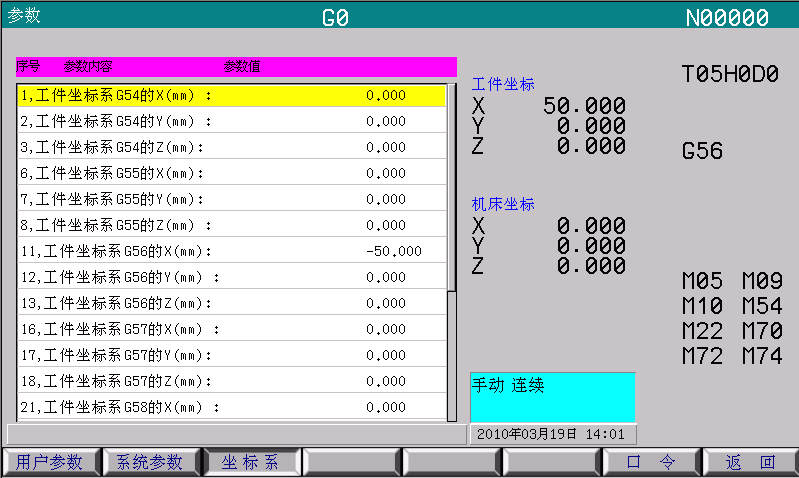 参数 G0 N00000
序号 参数内容 参数值
1,工件坐标系G54的X(mm) : 0.000
2,工件坐标系G54的Y(mm) : 0.000
3,工件坐标系G54的Z(mm): 0.000
6,工件坐标系G55的X(mm): 0.000
7,工件坐标系G55的Y(mm): 0.000
8,工件坐标系G55的Z(mm) : 0.000
11,工件坐标系G56的X(mm): -50.000
12,工件坐标系G56的Y(mm) : 0.000
13,工件坐标系G56的Z(mm) : 0.000
16,工件坐标系G57的X(mm): 0.000
17,工件坐标系G57的Y(mm): 0.000
18,工件坐标系G57的Z(mm): 0.000
21,工件坐标系G58的X(mm) : 0.000
工件坐标
X 50.000
Y 0.000
Z 0.000
机床坐标
X 0.000
Y 0.000
Z 0.000
T05H0D0
G56
M05 M09
M10 M54
M22 M70
M72 M74
手动 连续
2010年03月19日 14:01
用户参数 系统参数 坐标系 口令 返回